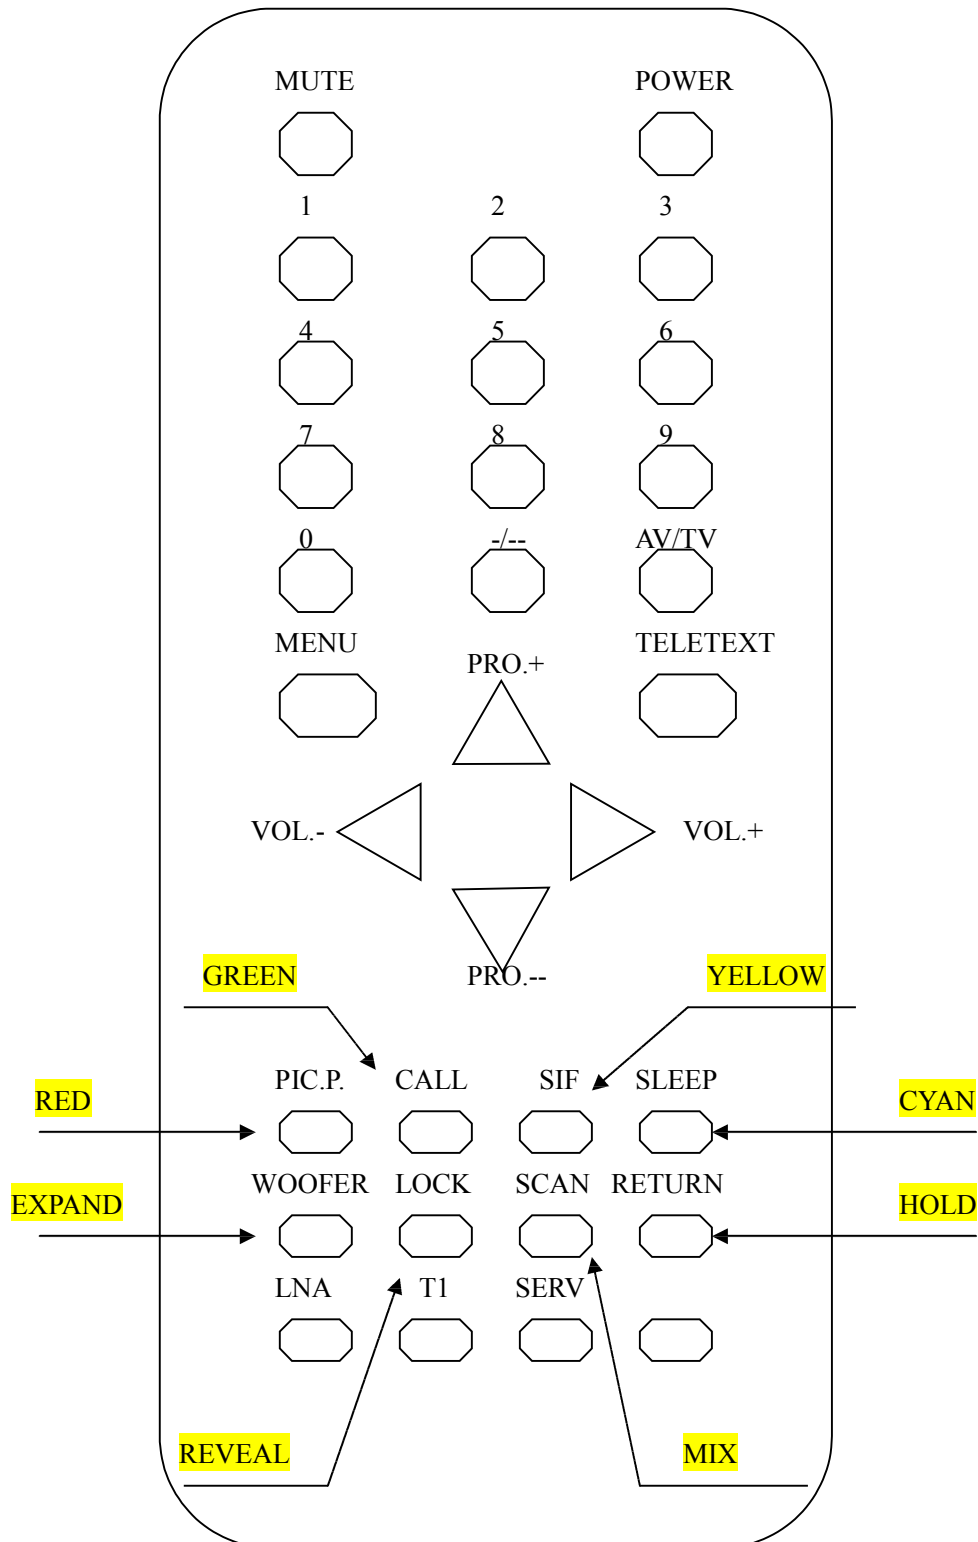 MUTE POWER
1 2 3
4 5 6
7 8 9
0 -/-- AV/TV
MENU TELETEXT
PRO.+
VOL.- VOL.+
GREEN PRO.-- YELLOW
PIC.P. CALL SIF SLEEP
RED CYAN
WOOFER LOCK SCAN RETURN
EXPAND HOLD
LNA T1 SERV
REVEAL MIX